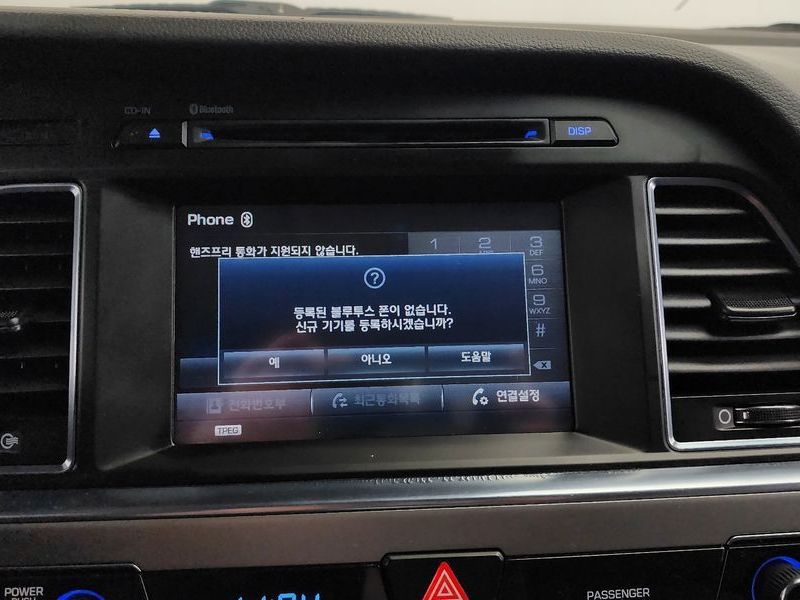 Bluetooth
DISP
Phone
핸즈프리 통화가 지원되지 않습니다.
1
2
3
DEF
6
MNO
9
WXYZ
#
?
등록된 블루투스 폰이 없습니다.
신규 기기를 등록하시겠습니까?
예
아니오
도움말
전화번호부
최근통화목록
연결설정
TPEG
POWER
PUSH
PASSENGER